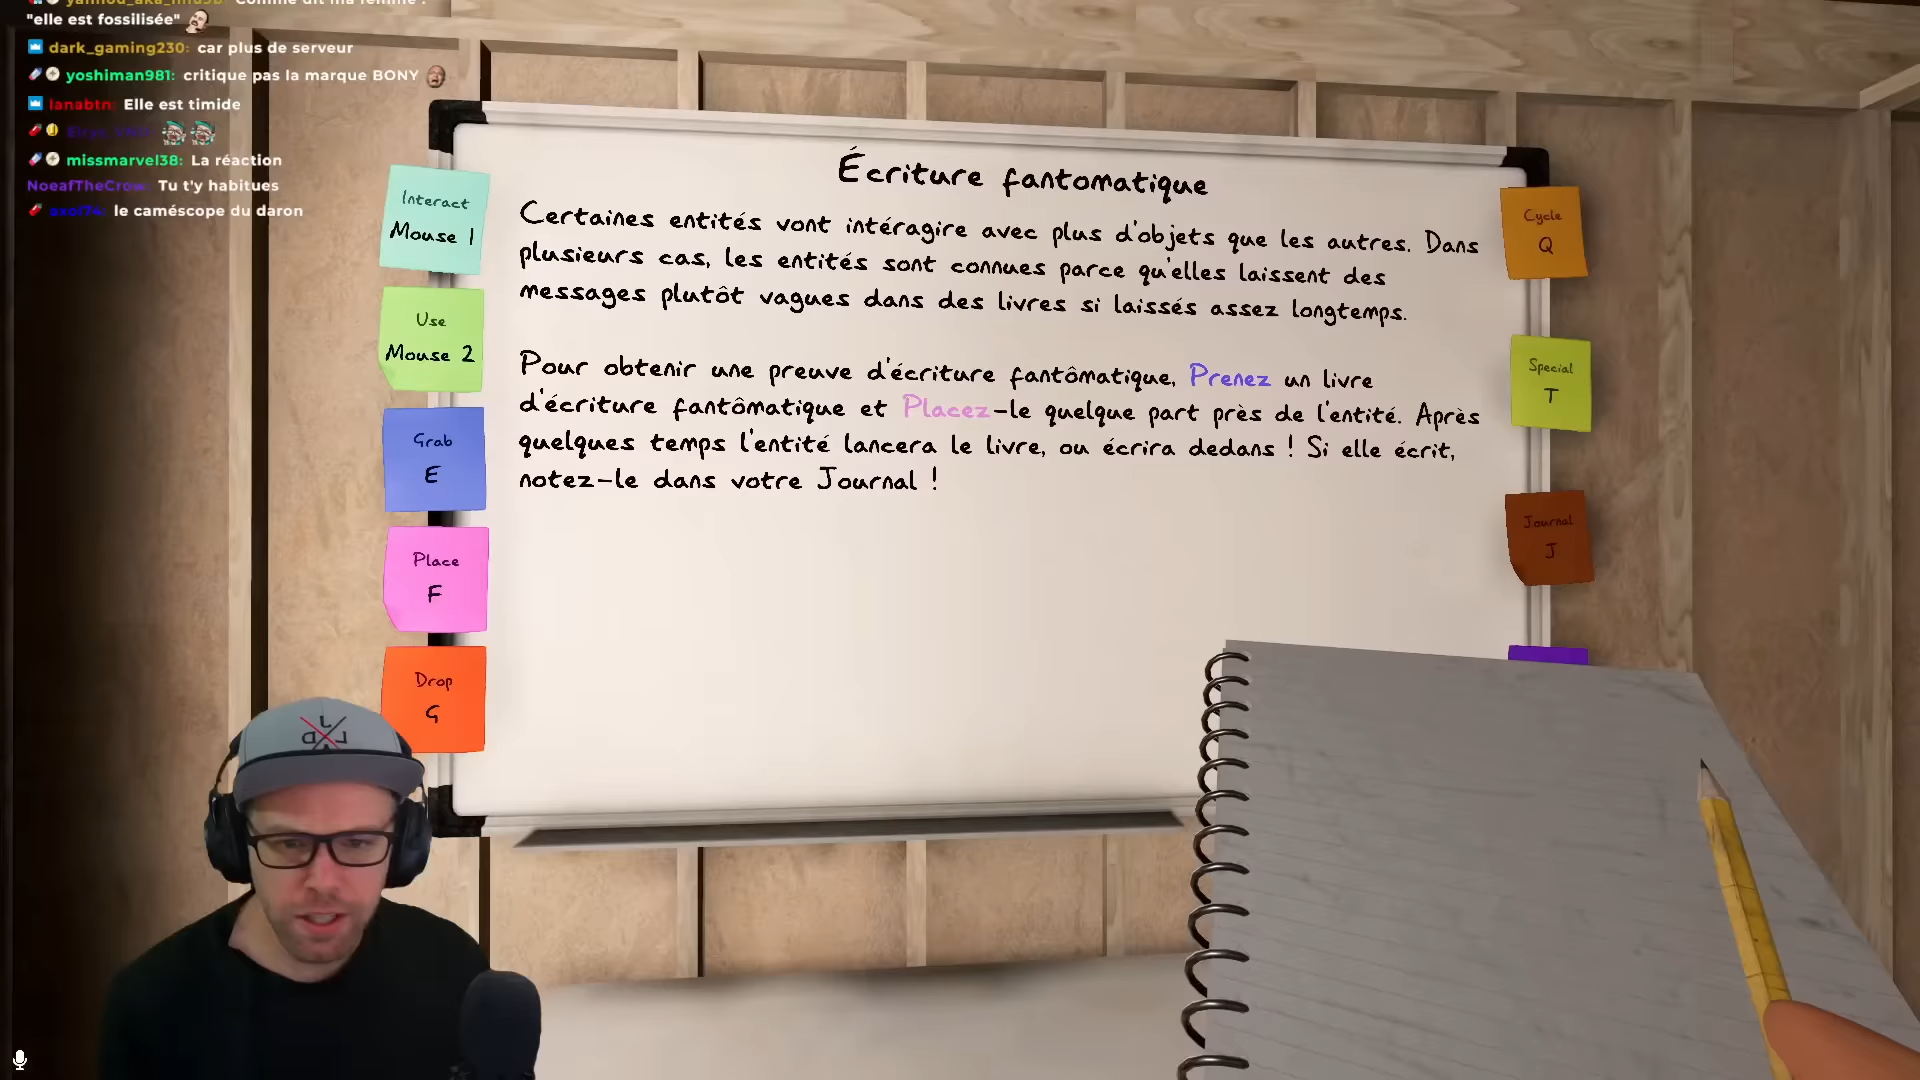 Comme dit ma femme :
"elle est fossilisée"
dark_gaming230: car plus de serveur
yoshiman981: critique pas la marque BONY
lanabtn: Elle est timide
missmarvel38: La réaction
NoeafTheCrow: Tu t'y habitues
axol74: le caméscope du daron
Interact
Mouse 1
Use
Mouse 2
Grab
E
Place
F
Drop
G
Écriture fantomatique
Certaines entités vont intéragire avec plus d'objets que les autres. Dans
plusieurs cas, les entités sont connues parce qu'elles laissent des
messages plutôt vagues dans des livres si laissés assez longtemps.
Pour obtenir une preuve d'écriture fantômatique, Prenez un livre
d'écriture fantômatique et Placez-le quelque part près de l'entité. Après
quelques temps l'entité lancera le livre, ou écrira dedans ! Si elle écrit,
notez-le dans votre Journal !
Cycle
Q
Special
T
Journal
J